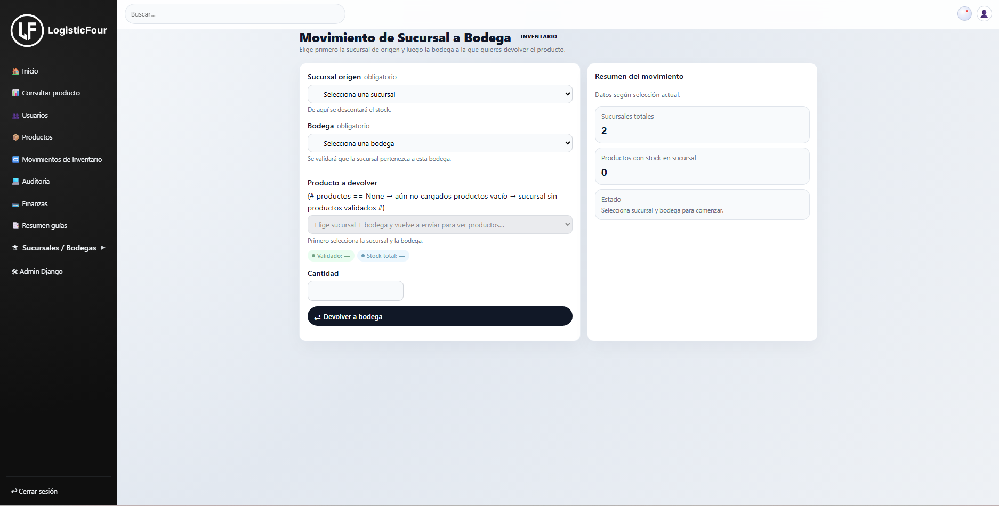 LF LogisticFour
Inicio
Consultar producto
Usuarios
Productos
Movimientos de Inventario
Auditoria
Finanzas
Resumen guías
Sucursales / Bodegas ▶
Admin Django
Cerrar sesión
Buscar...
Movimiento de Sucursal a Bodega INVENTARIO
Elige primero la sucursal de origen y luego la bodega a la que quieres devolver el producto.
Sucursal origen obligatorio
— Selecciona una sucursal —
De aquí se descontará el stock.
Bodega obligatorio
— Selecciona una bodega —
Se validará que la sucursal pertenezca a esta bodega.
Producto a devolver
{# productos == None → aún no cargados productos vacío → sucursal sin
productos validados #}
Elige sucursal + bodega y vuelve a enviar para ver productos...
Primero selecciona la sucursal y la bodega.
Validado: — Stock total: —
Cantidad
⇄ Devolver a bodega
Resumen del movimiento
Datos según selección actual.
Sucursales totales
2
Productos con stock en sucursal
0
Estado
Selecciona sucursal y bodega para comenzar.